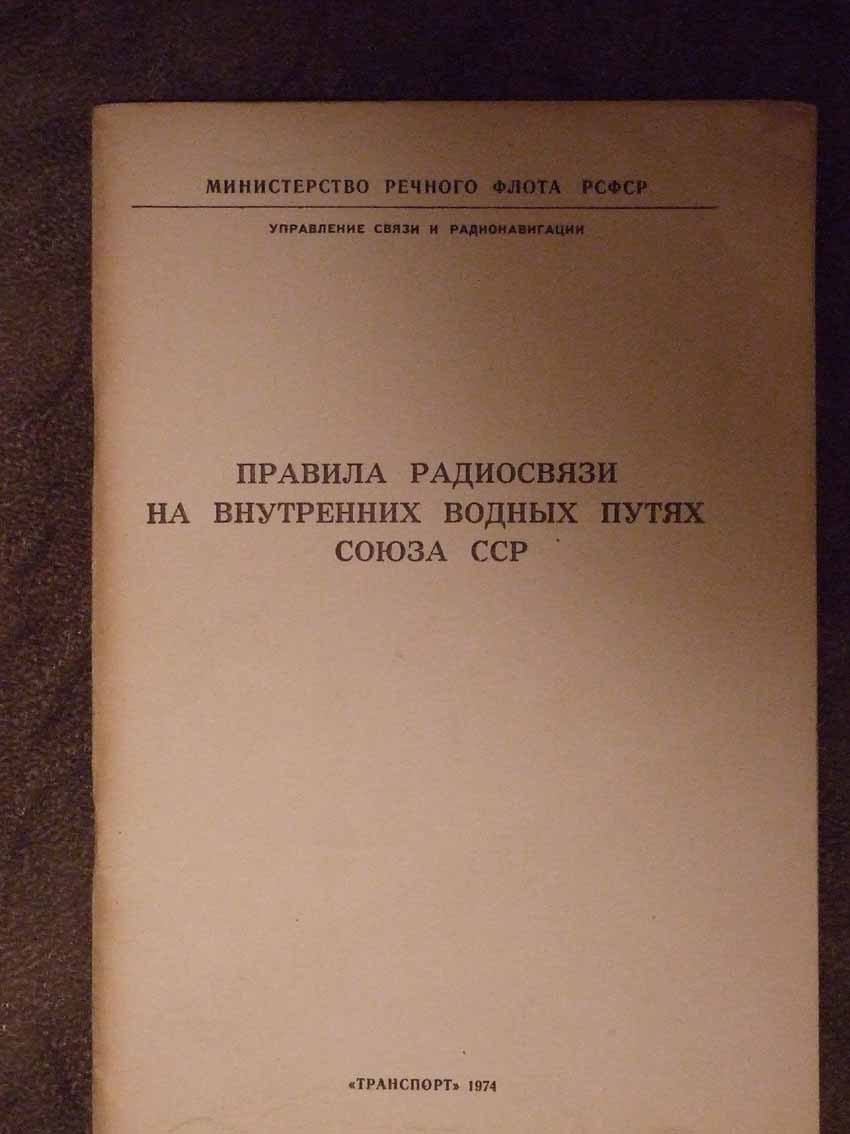 МИНИСТЕРСТВО РЕЧНОГО ФЛОТА РСФСР
УПРАВЛЕНИЕ СВЯЗИ И РАДИОНАВИГАЦИИ
ПРАВИЛА РАДИОСВЯЗИ
НА ВНУТРЕННИХ ВОДНЫХ ПУТЯХ
СОЮЗА ССР
«ТРАНСПОРТ» 1974